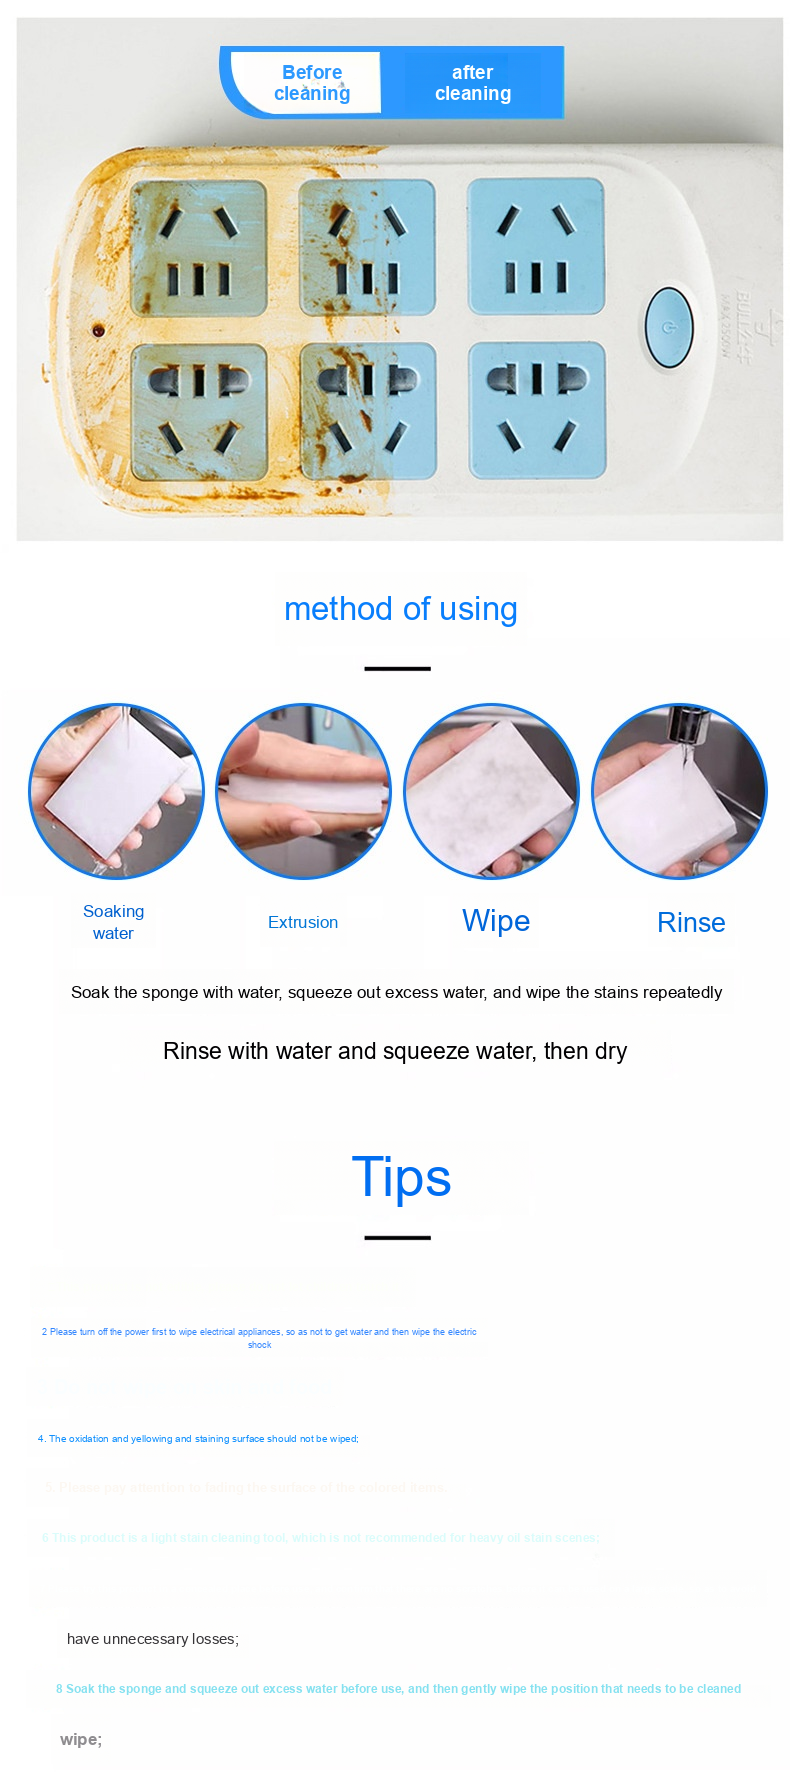 Before
cleaning
after
cleaning
method of using
Soaking
water
Extrusion
Wipe
Rinse
Soak the sponge with water, squeeze out excess water, and wipe the stains repeatedly
Rinse with water and squeeze water, then dry
Tips
2 Please turn off the power first to wipe electrical appliances, so as not to get water and then wipe the electric
shock
4. The oxidation and yellowing and staining surface should not be wiped;
5. Please pay attention to fading the surface of the colored items
6 This product is a light stain cleaning tool, which is not recommended for heavy oil stain scenes;
have unnecessary losses;
8 Soak the sponge and squeeze out excess water before use, and then gently wipe the position that needs to be cleaned
wipe;